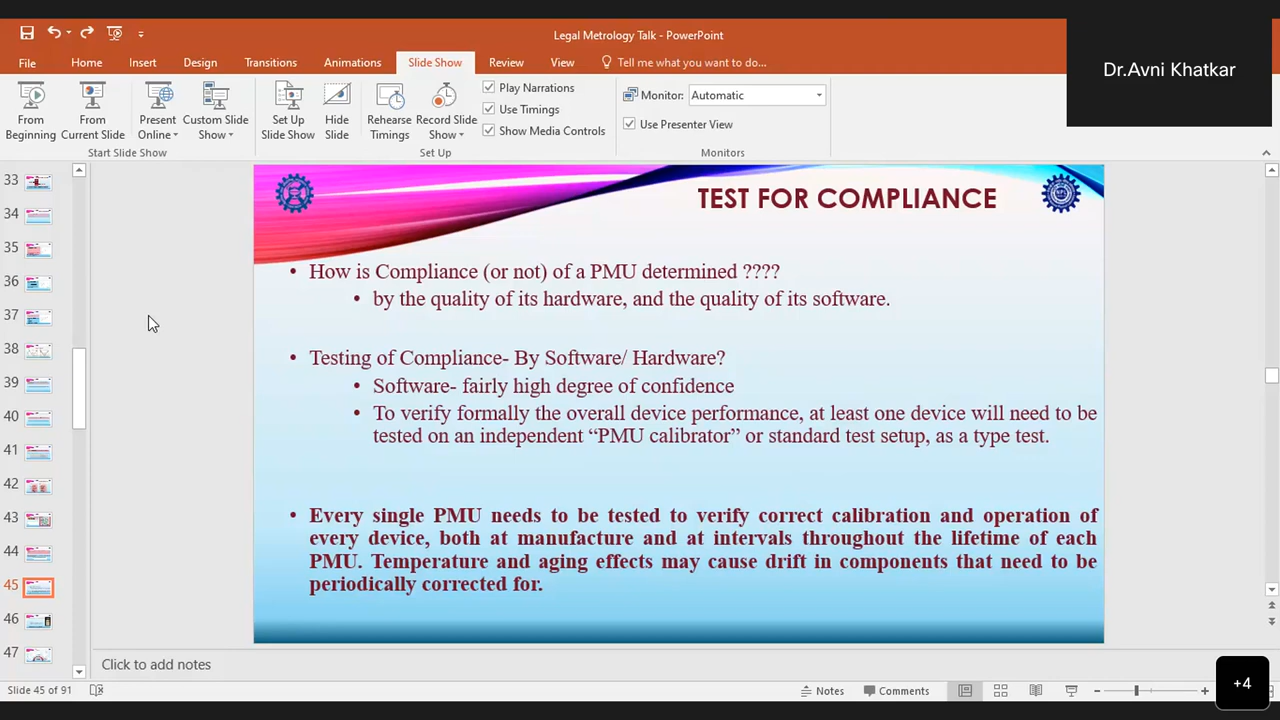 Legal Metrology Talk - PowerPoint
File Home Insert Design Transitions Animations Slide Show Review View Tell me what you want to do...
Dr.Avni Khatkar
From Beginning
From Current Slide
Present Online
Custom Slide Show
Start Slide Show
Set Up Slide Show
Hide Slide
Rehearse Timings
Record Slide Show
Play Narrations
Use Timings
Show Media Controls
Set Up
Monitor: Automatic
Use Presenter View
Monitors
33
34
35
36
37
38
39
40
41
42
43
44
45
46
47
TEST FOR COMPLIANCE
• How is Compliance (or not) of a PMU determined ????
• by the quality of its hardware, and the quality of its software.
• Testing of Compliance- By Software/ Hardware?
• Software- fairly high degree of confidence
• To verify formally the overall device performance, at least one device will need to be
tested on an independent “PMU calibrator” or standard test setup, as a type test.
• Every single PMU needs to be tested to verify correct calibration and operation of
every device, both at manufacture and at intervals throughout the lifetime of each
PMU. Temperature and aging effects may cause drift in components that need to be
periodically corrected for.
Click to add notes
Slide 45 of 91
Notes Comments
+4